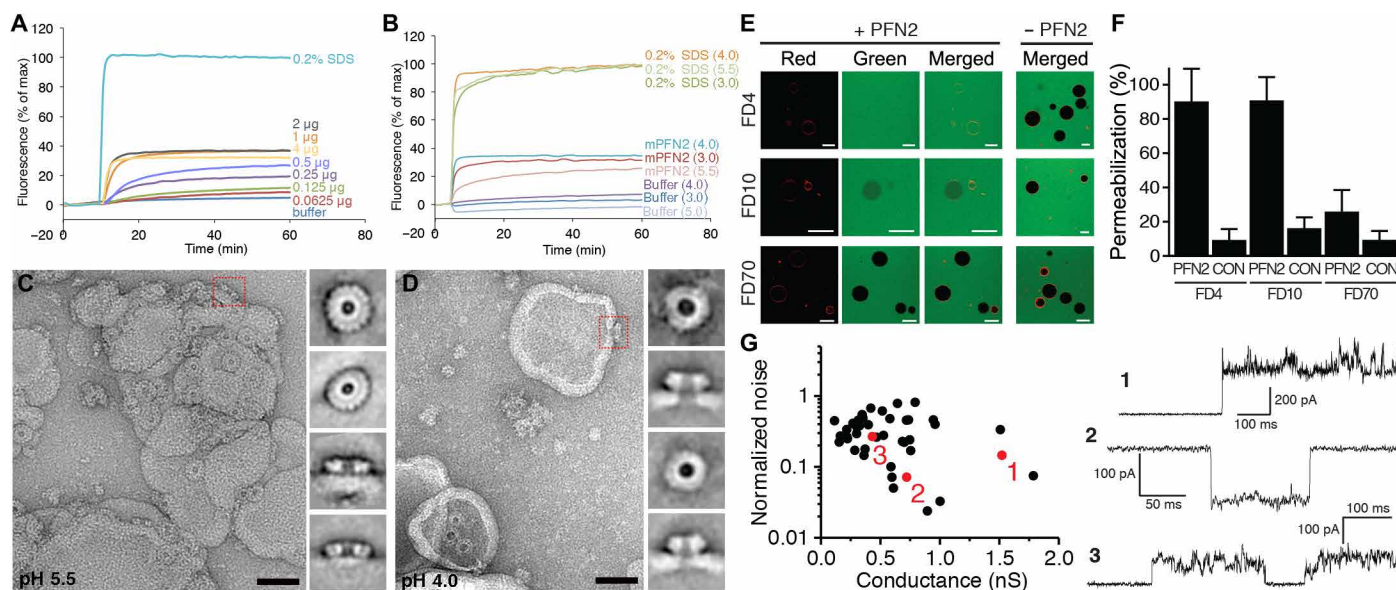 A
120
100
80
60
40
20
0
−20
0
20
40
60
80
Fluorescence (% of max)
Time (min)
0.2% SDS
2 µg
1 µg
4 µg
0.5 µg
0.25 µg
0.125 µg
0.0625 µg
buffer
B
120
100
80
60
40
20
0
−20
0
20
40
60
80
Fluorescence (% of max)
Time (min)
0.2% SDS (4.0)
0.2% SDS (5.5)
0.2% SDS (3.0)
mPFN2 (4.0)
mPFN2 (3.0)
mPFN2 (5.5)
Buffer (4.0)
Buffer (3.0)
Buffer (5.0)
C
pH 5.5
D
pH 4.0
E
+ PFN2
− PFN2
Red Green Merged Merged
FD4
FD10
FD70
F
Permeabilization (%)
100
80
60
40
20
0
PFN2 CON PFN2 CON PFN2 CON
FD4 FD10 FD70
G
Normalized noise
1
0.1
0.01
0.0 0.5 1.0 1.5 2.0
Conductance (nS)
3
2
1
1
200 pA
100 ms
2
100 pA
50 ms
3
100 ms
100 pA